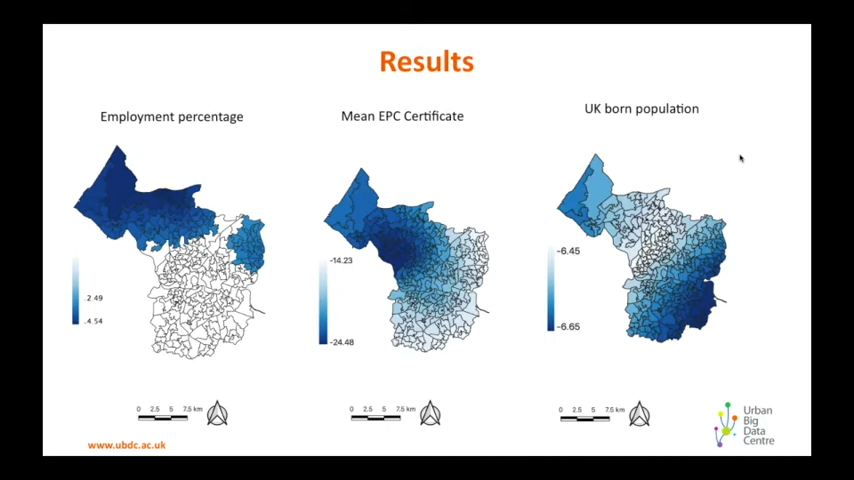 Results
Employment percentage
Mean EPC Certificate
UK born population
.2.49
.4.54
-14.23
-24.48
-6.45
-6.65
0 2.5 5 7.5 km
0 2.5 5 7.5 km
0 2.5 5 7.5 km
www.ubdc.ac.uk
Urban
Big
Data
Centre